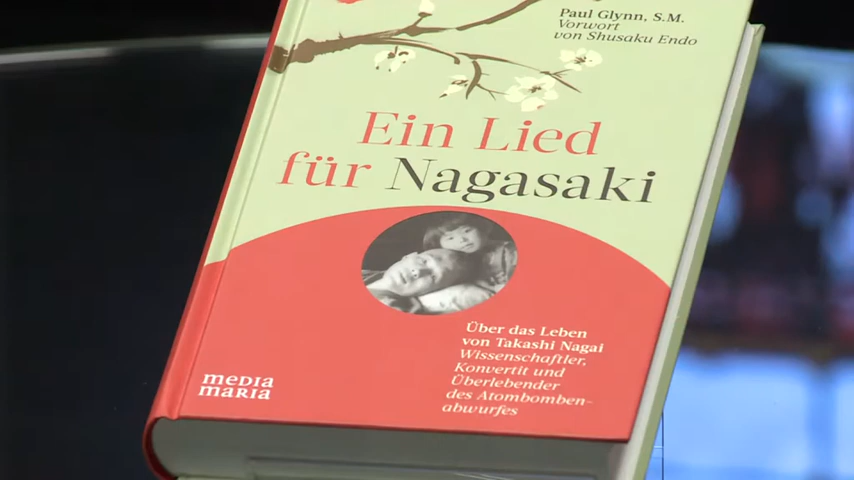 Paul Glynn, S.M.
Vorwort
von Shusaku Endo
Ein Lied
für Nagasaki
Über das Leben
von Takashi Nagai
Wissenschaftler,
Konvertit und
Überlebender
des Atombomben-
abwurfes
media
maria